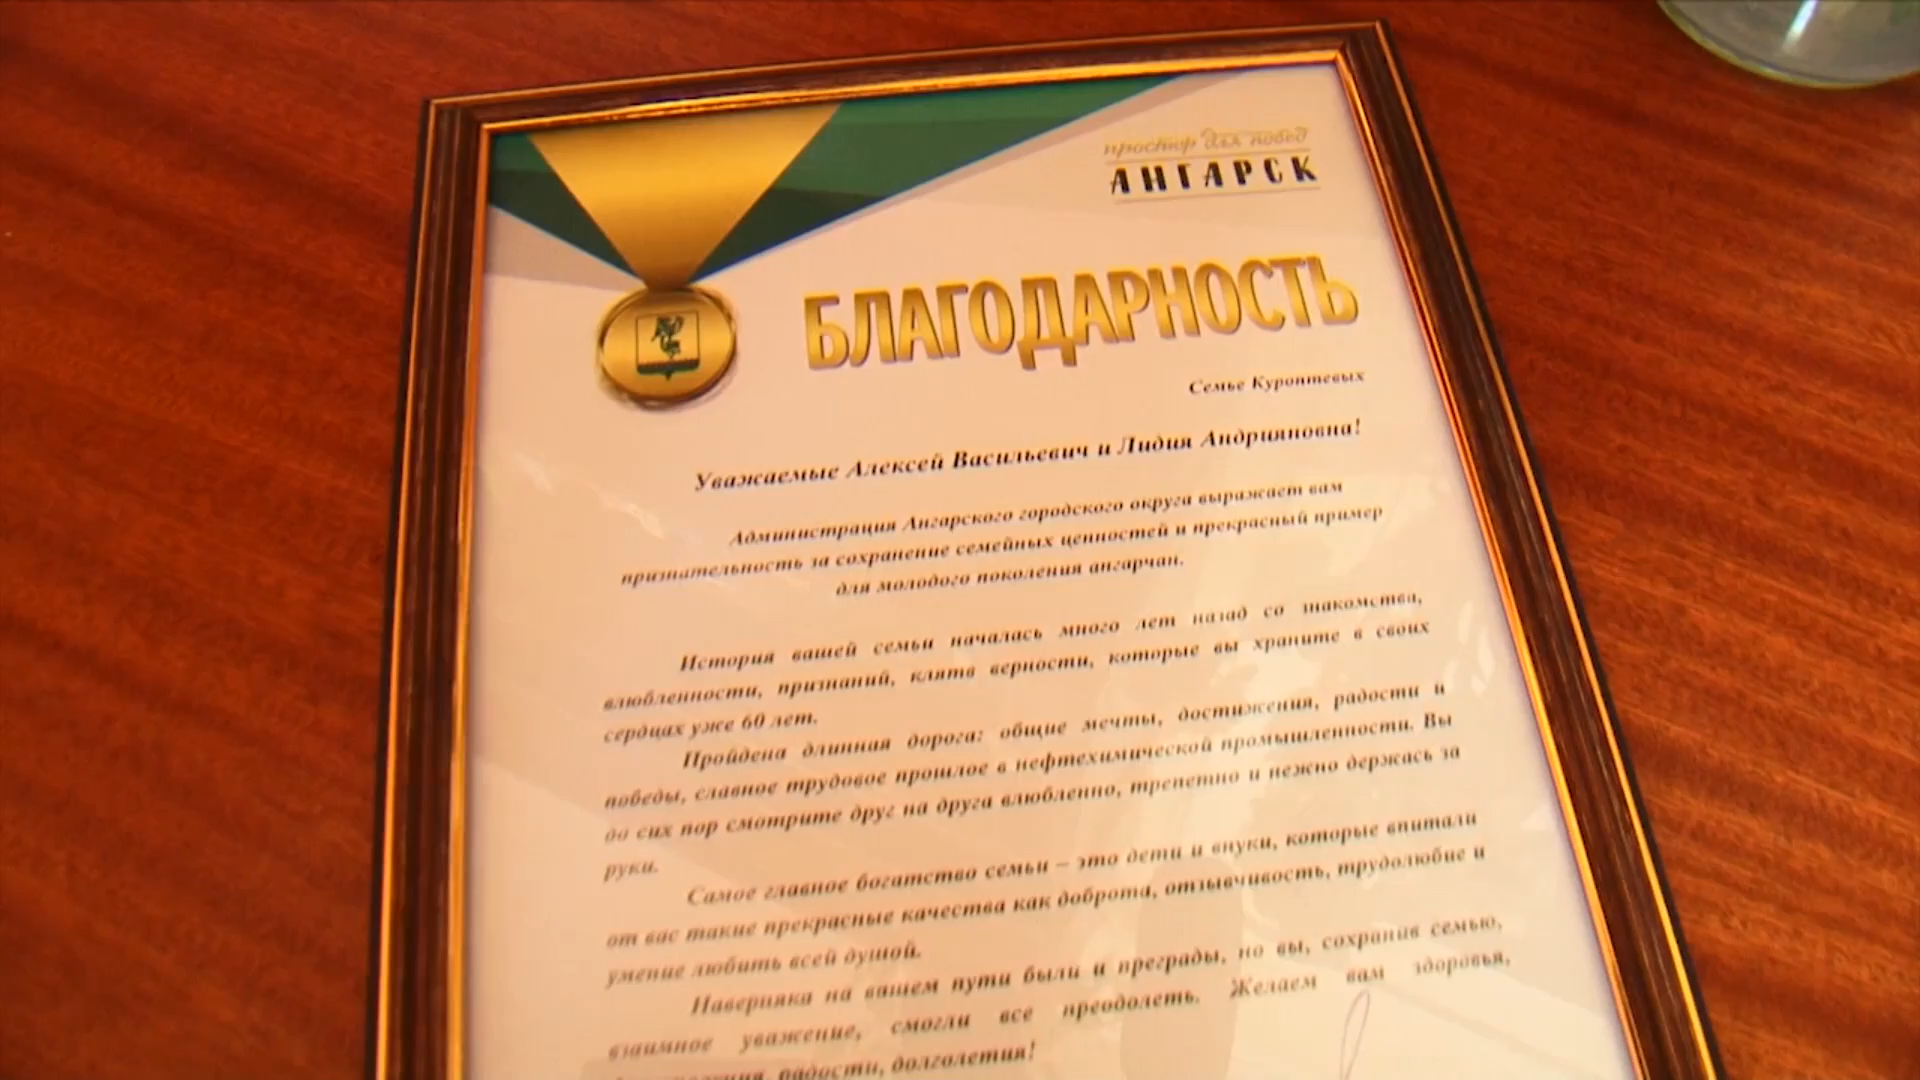 простор для побед
АНГАРСК
БЛАГОДАРНОСТЬ
Семье Куроптевых
Уважаемые Алексей Васильевич и Лидия Андрияновна!
Администрация Ангарского городского округа выражает вам
признательность за сохранение семейных ценностей и прекрасный пример
для молодого поколения ангарчан.
История вашей семьи началась много лет назад со знакомства,
влюбленности, признаний, клятв верности, которые вы храните в своих
сердцах уже 60 лет.
Пройдена длинная дорога: общие мечты, достижения, радости и
победы, славное трудовое прошлое в нефтехимической промышленности. Вы
до сих пор смотрите друг на друга влюбленно, трепетно и нежно держась за
руки.
Самое главное богатство семьи – это дети и внуки, которые впитали
от вас такие прекрасные качества как доброта, отзывчивость, трудолюбие и
умение любить всей душой.
Наверняка на вашем пути были и преграды, но вы, сохранив семью,
взаимное уважение, смогли все преодолеть. Желаем вам здоровья,
радости, долголетия!